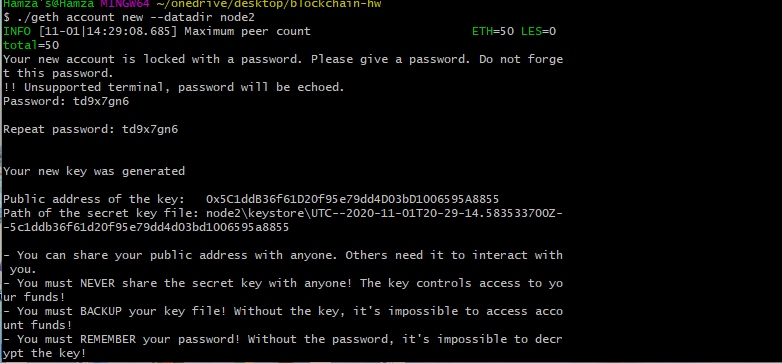 Hamza's@Hamza MINGW64 ~/onedrive/desktop/blockchain-hw
$ ./geth account new --datadir node2
INFO [11-01|14:29:08.685] Maximum peer count                       ETH=50 LES=0
total=50
Your new account is locked with a password. Please give a password. Do not forge
t this password.
!! Unsupported terminal, password will be echoed.
Password: td9x7gn6
Repeat password: td9x7gn6
Your new key was generated
Public address of the key:   0x5C1ddB36f61D20f95e79dd4D03bD1006595A8855
Path of the secret key file: node2\keystore\UTC--2020-11-01T20-29-14.583533700Z-
-5c1ddb36f61d20f95e79dd4d03bd1006595a8855
- You can share your public address with anyone. Others need it to interact with
 you.
- You must NEVER share the secret key with anyone! The key controls access to yo
ur funds!
- You must BACKUP your key file! Without the key, it's impossible to access acco
unt funds!
- You must REMEMBER your password! Without the password, it's impossible to decr
ypt the key!